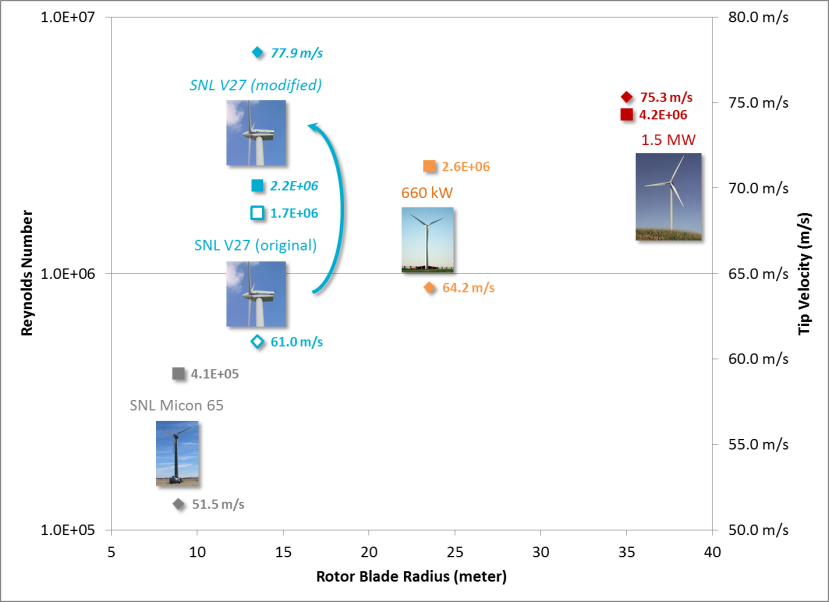 1.0E+07
80.0 m/s
77.9 m/s
SNL V27 (modified)
75.3 m/s
75.0 m/s
4.2E+06
1.5 MW
2.6E+06
2.2E+06
660 kW
70.0 m/s
1.7E+06
SNL V27 (original)
Reynolds Number
Tip Velocity (m/s)
1.0E+06
65.0 m/s
64.2 m/s
61.0 m/s
60.0 m/s
4.1E+05
SNL Micon 65
55.0 m/s
51.5 m/s
1.0E+05
50.0 m/s
5 10 15 20 25 30 35 40
Rotor Blade Radius (meter)